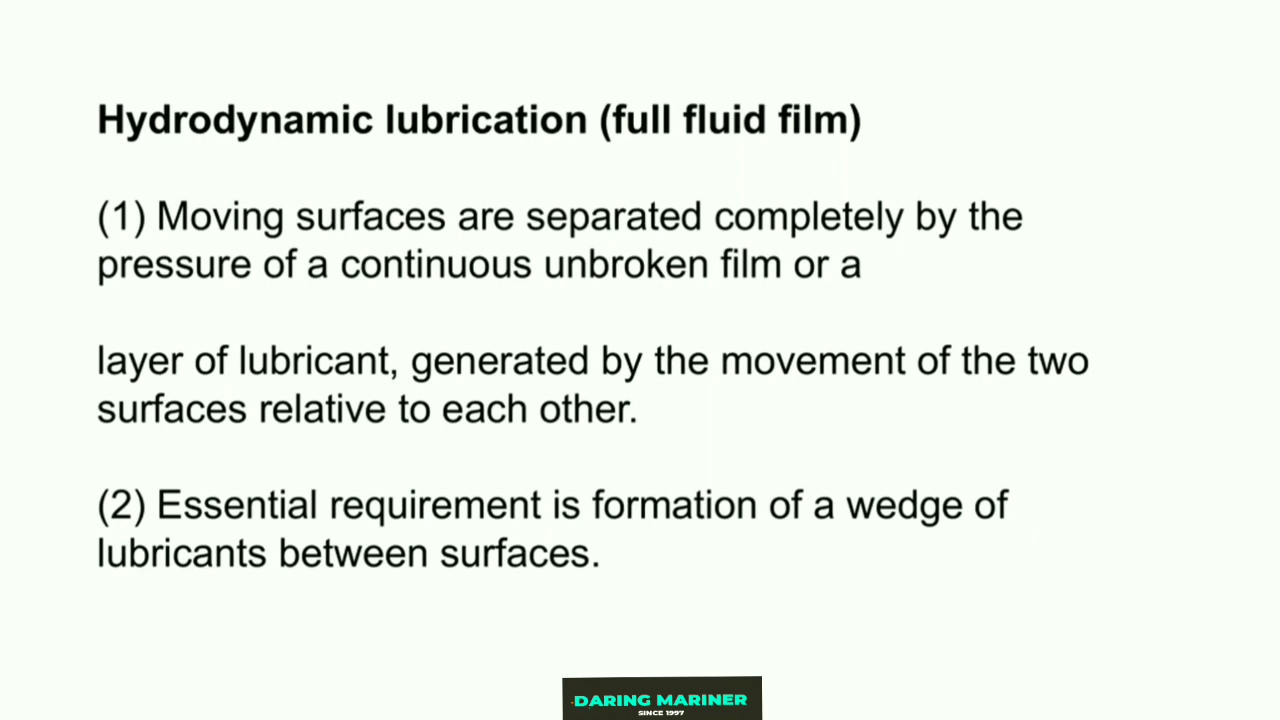 Hydrodynamic lubrication (full fluid film)
(1) Moving surfaces are separated completely by the
pressure of a continuous unbroken film or a
layer of lubricant, generated by the movement of the two
surfaces relative to each other.
(2) Essential requirement is formation of a wedge of
lubricants between surfaces.
DARING MARINER
SINCE 1997